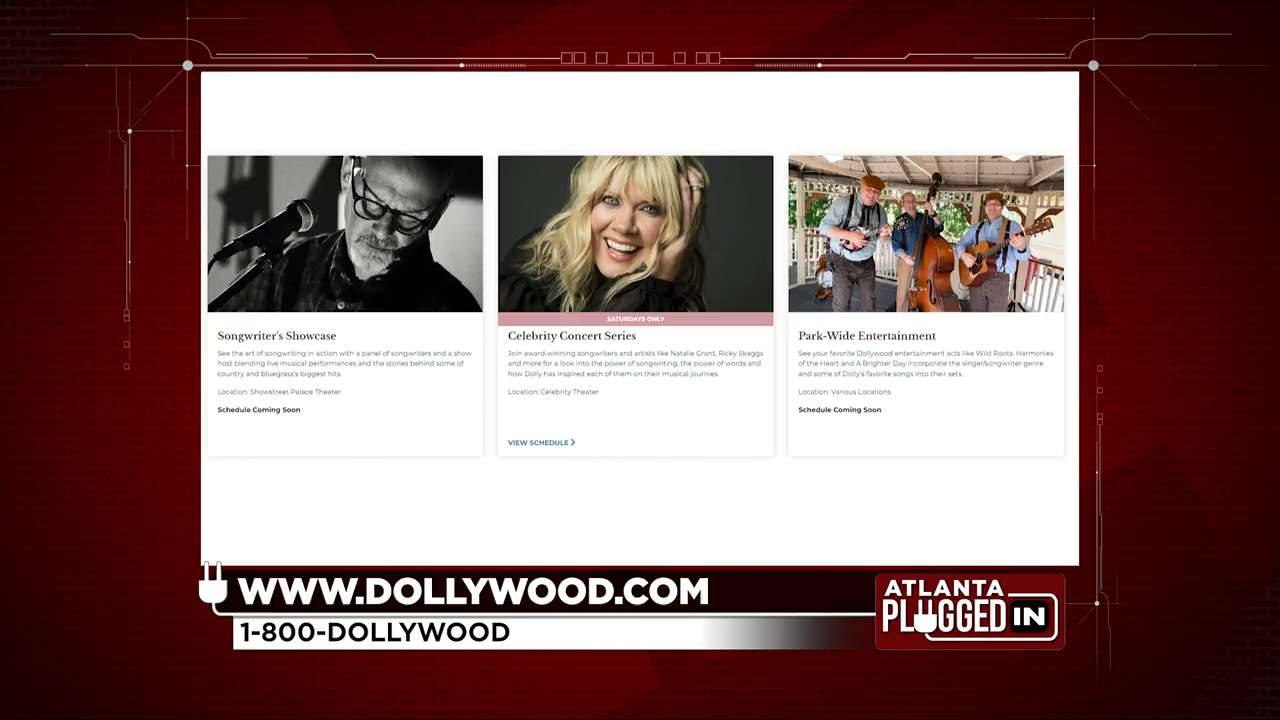 Songwriter's Showcase
See the art of songwriting in action with a panel of songwriters and a show
host blending live musical performances and the stories behind some of
country and bluegrass's biggest hits.
Location: Showstreet Palace Theater
Schedule Coming Soon
SATURDAYS ONLY
Celebrity Concert Series
Join award-winning songwriters and artists like Natalie Grant, Ricky Skaggs
and more for a look into the power of songwriting, the power of words and
how Dolly has inspired each of them on their musical journies.
Location: Celebrity Theater
VIEW SCHEDULE
Park-Wide Entertainment
See your favorite Dollywood entertainment acts like Wild Roots, Harmonies
of the Heart and A Brighter Day incorporate the singer/songwriter genre
and some of Dolly's favorite songs into their sets.
Location: Various Locations
Schedule Coming Soon
WWW.DOLLYWOOD.COM
1-800-DOLLYWOOD
ATLANTA
PLUGGED IN